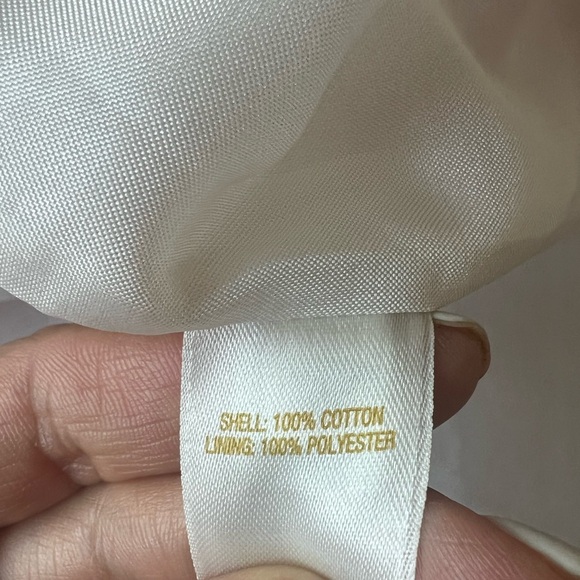 SHELL: 100% COTTON
LINING: 100% POLYESTER